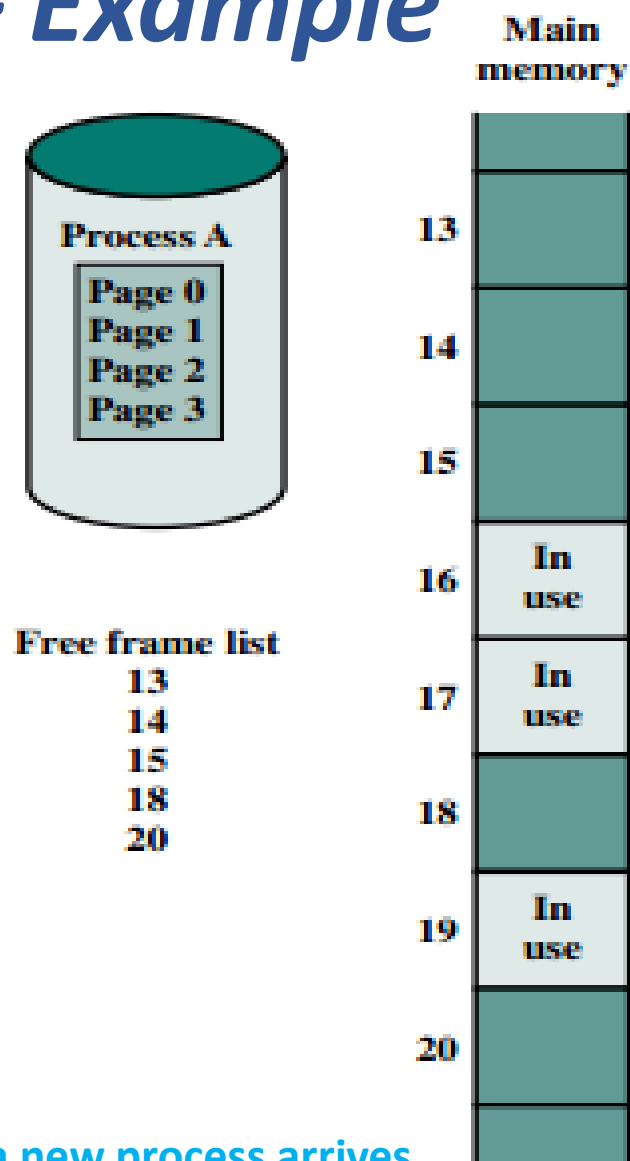 Example
Main
memory
Process A
Page 0
Page 1
Page 2
Page 3
Free frame list
13
14
15
18
20
13
14
15
16
In
use
17
In
use
18
19
In
use
20
new process arrives